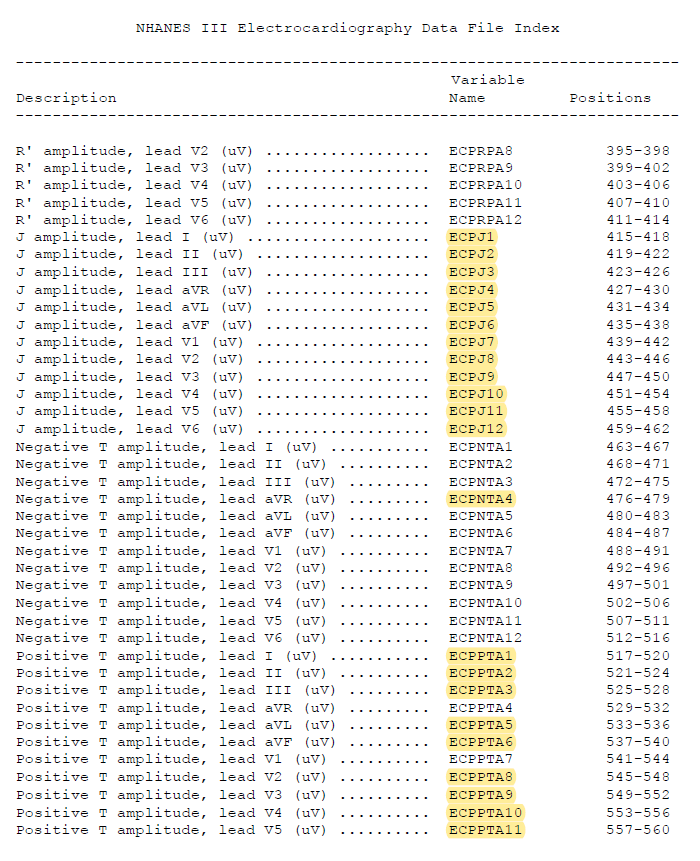 NHANES III Electrocardiography Data File Index
-----------------------------------------------------------------------
Variable
Description Name Positions
-----------------------------------------------------------------------
R' amplitude, lead V2 (uV) .................. ECPRPA8 395-398
R' amplitude, lead V3 (uV) .................. ECPRPA9 399-402
R' amplitude, lead V4 (uV) .................. ECPRPA10 403-406
R' amplitude, lead V5 (uV) .................. ECPRPA11 407-410
R' amplitude, lead V6 (uV) .................. ECPRPA12 411-414
J amplitude, lead I (uV) .................... ECPJ1 415-418
J amplitude, lead II (uV) ................... ECPJ2 419-422
J amplitude, lead III (uV) .................. ECPJ3 423-426
J amplitude, lead aVR (uV) .................. ECPJ4 427-430
J amplitude, lead aVL (uV) .................. ECPJ5 431-434
J amplitude, lead aVF (uV) .................. ECPJ6 435-438
J amplitude, lead V1 (uV) ................... ECPJ7 439-442
J amplitude, lead V2 (uV) ................... ECPJ8 443-446
J amplitude, lead V3 (uV) ................... ECPJ9 447-450
J amplitude, lead V4 (uV) ................... ECPJ10 451-454
J amplitude, lead V5 (uV) ................... ECPJ11 455-458
J amplitude, lead V6 (uV) ................... ECPJ12 459-462
Negative T amplitude, lead I (uV) ........... ECPNTA1 463-467
Negative T amplitude, lead II (uV) .......... ECPNTA2 468-471
Negative T amplitude, lead III (uV) ......... ECPNTA3 472-475
Negative T amplitude, lead aVR (uV) ......... ECPNTA4 476-479
Negative T amplitude, lead aVL (uV) ......... ECPNTA5 480-483
Negative T amplitude, lead aVF (uV) ......... ECPNTA6 484-487
Negative T amplitude, lead V1 (uV) .......... ECPNTA7 488-491
Negative T amplitude, lead V2 (uV) .......... ECPNTA8 492-496
Negative T amplitude, lead V3 (uV) .......... ECPNTA9 497-501
Negative T amplitude, lead V4 (uV) .......... ECPNTA10 502-506
Negative T amplitude, lead V5 (uV) .......... ECPNTA11 507-511
Negative T amplitude, lead V6 (uV) .......... ECPNTA12 512-516
Positive T amplitude, lead I (uV) ........... ECPPTA1 517-520
Positive T amplitude, lead II (uV) .......... ECPPTA2 521-524
Positive T amplitude, lead III (uV) ......... ECPPTA3 525-528
Positive T amplitude, lead aVR (uV) ......... ECPPTA4 529-532
Positive T amplitude, lead aVL (uV) ......... ECPPTA5 533-536
Positive T amplitude, lead aVF (uV) ......... ECPPTA6 537-540
Positive T amplitude, lead V1 (uV) .......... ECPPTA7 541-544
Positive T amplitude, lead V2 (uV) .......... ECPPTA8 545-548
Positive T amplitude, lead V3 (uV) .......... ECPPTA9 549-552
Positive T amplitude, lead V4 (uV) .......... ECPPTA10 553-556
Positive T amplitude, lead V5 (uV) .......... ECPPTA11 557-560